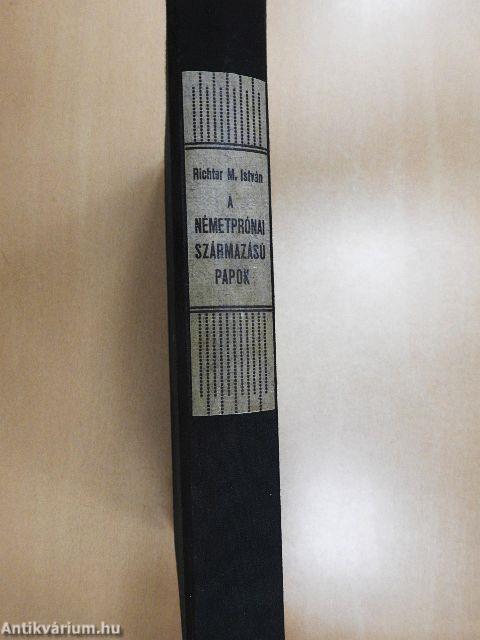 Richtar M. István
A
NÉMETPRÓNAI
SZÁRMAZÁSÚ
PAPOK
Antikvárium.hu